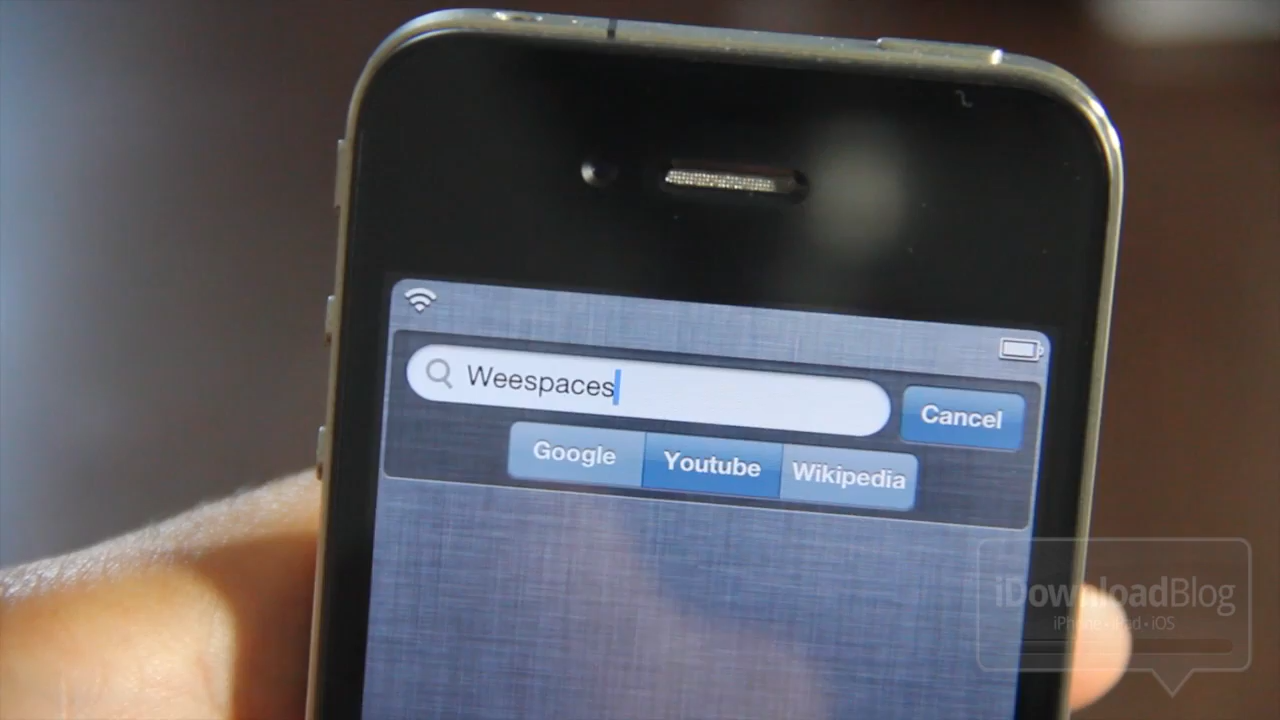 Weespaces
Cancel
Google
Youtube
Wikipedia
iDownloadBlog
iPhone • iPad • iOS